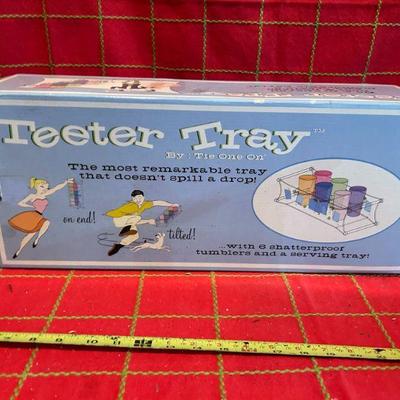 Teeter Tray™
By: "Tie One On"
The most remarkable tray
that doesn't spill a drop!
on end!
tilted!
...with 6 shatterproof
tumblers and a serving tray!